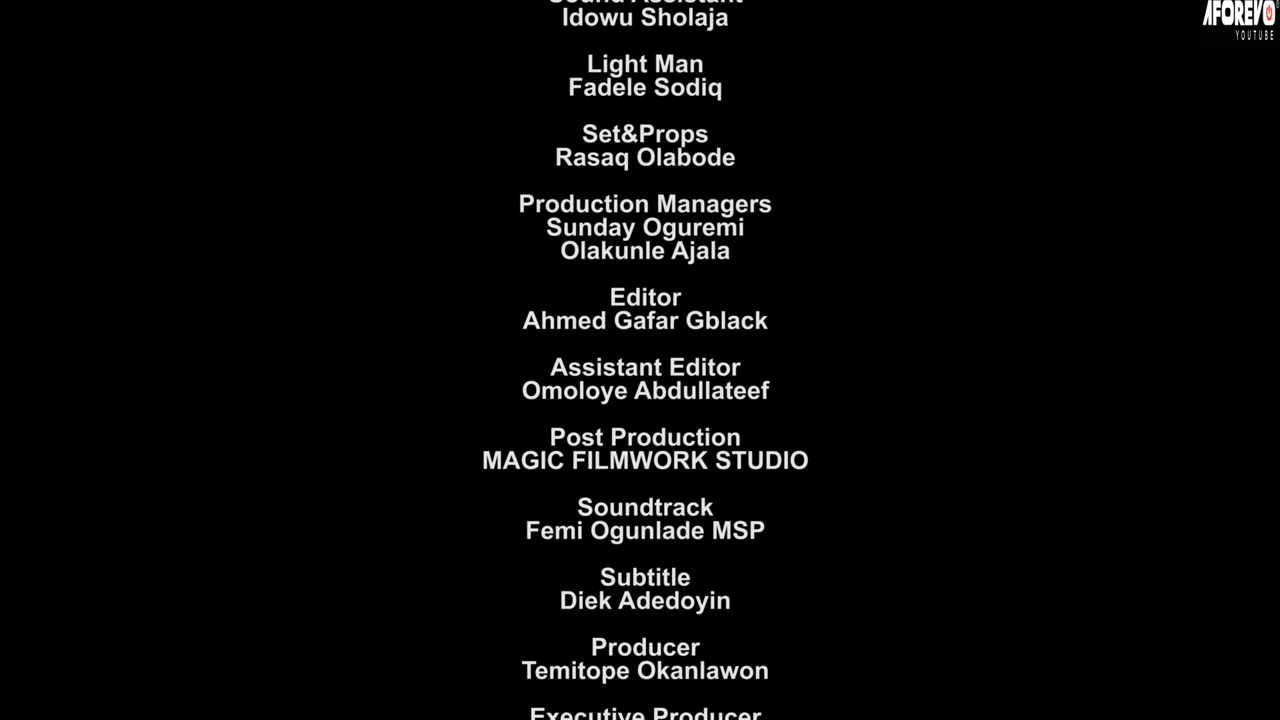 Sound Assistant
Idowu Sholaja
Light Man
Fadele Sodiq
Set&Props
Rasaq Olabode
Production Managers
Sunday Oguremi
Olakunle Ajala
Editor
Ahmed Gafar Gblack
Assistant Editor
Omoloye Abdullateef
Post Production
MAGIC FILMWORK STUDIO
Soundtrack
Femi Ogunlade MSP
Subtitle
Diek Adedoyin
Producer
Temitope Okanlawon
Executive Producer
AFOREVO
YOUTUBE